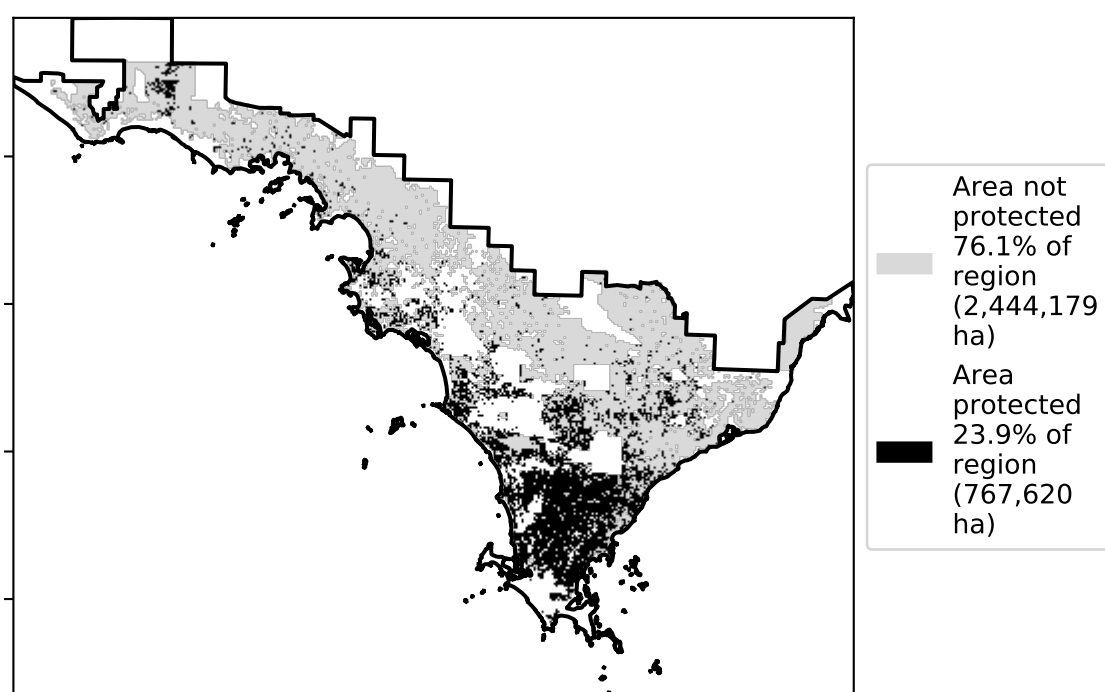 Area not
protected
76.1% of
region
(2,444,179
ha)
Area
protected
23.9% of
region
(767,620
ha)